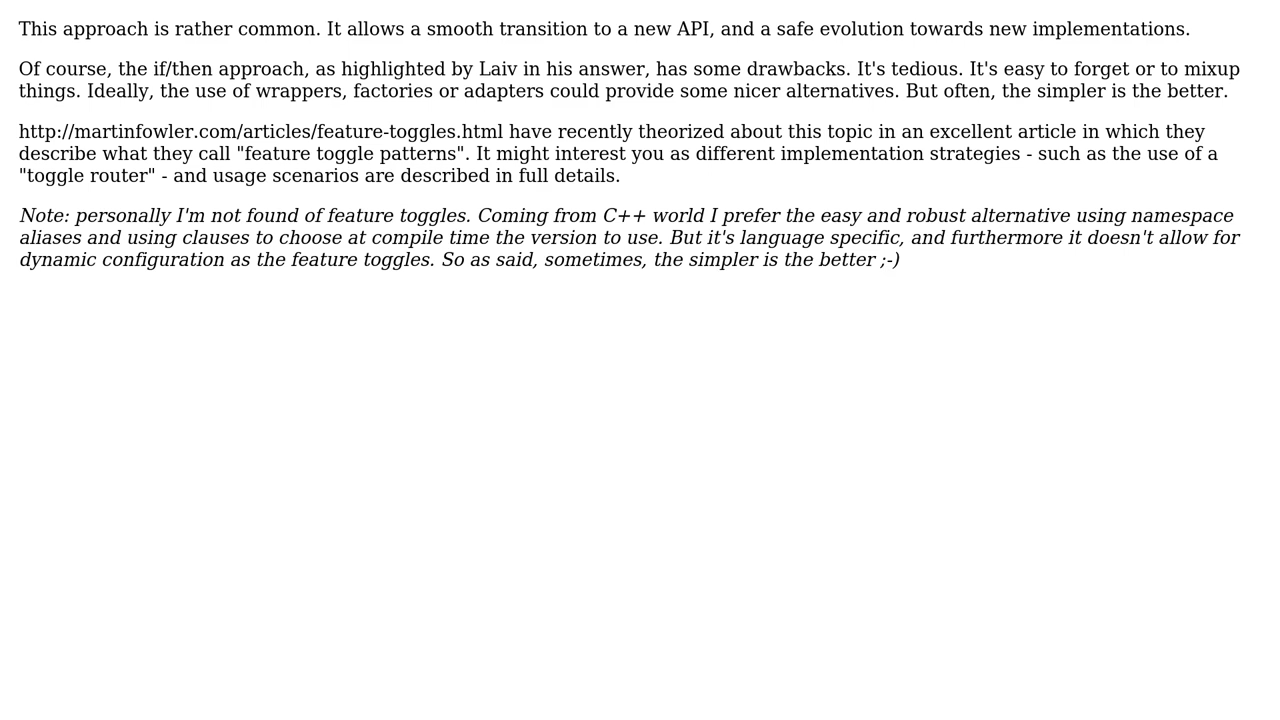 This approach is rather common. It allows a smooth transition to a new API, and a safe evolution towards new implementations.
Of course, the if/then approach, as highlighted by Laiv in his answer, has some drawbacks. It's tedious. It's easy to forget or to mixup
things. Ideally, the use of wrappers, factories or adapters could provide some nicer alternatives. But often, the simpler is the better.
http://martinfowler.com/articles/feature-toggles.html have recently theorized about this topic in an excellent article in which they
describe what they call "feature toggle patterns". It might interest you as different implementation strategies - such as the use of a
"toggle router" - and usage scenarios are described in full details.
Note: personally I'm not found of feature toggles. Coming from C++ world I prefer the easy and robust alternative using namespace
aliases and using clauses to choose at compile time the version to use. But it's language specific, and furthermore it doesn't allow for
dynamic configuration as the feature toggles. So as said, sometimes, the simpler is the better ;-)